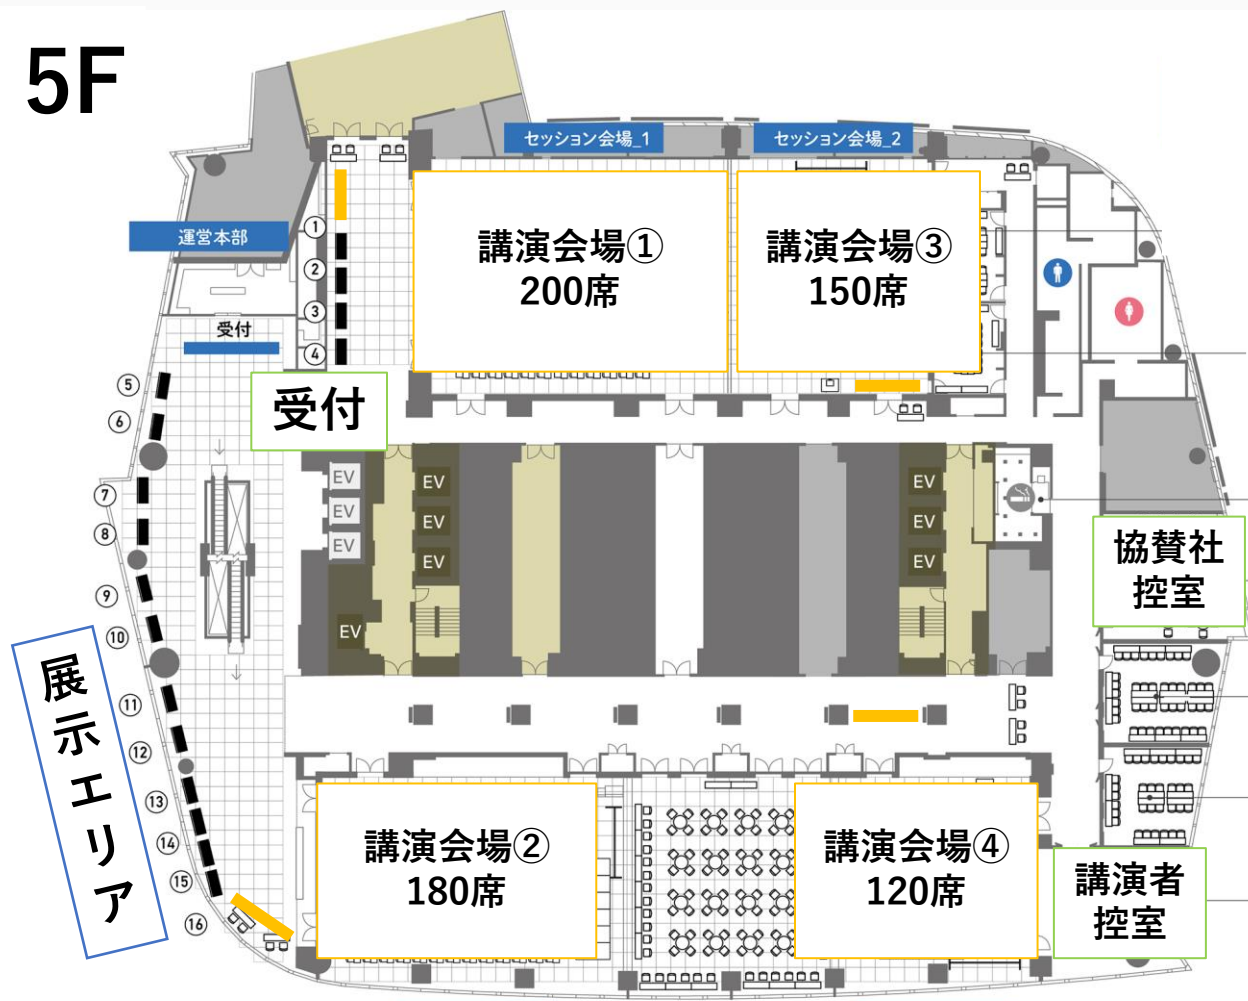 5F
セッション会場_1
セッション会場_2
運営本部
講演会場①
200席
講演会場③
150席
①
②
③
④
受付
受付
⑤
⑥
⑦
⑧
⑨
⑩
⑪
⑫
⑬
⑭
⑮
⑯
EV
EV
EV
EV
EV
EV
EV
EV
EV
EV
協賛社
控室
展示エリア
講演会場②
180席
講演会場④
120席
講演者
控室